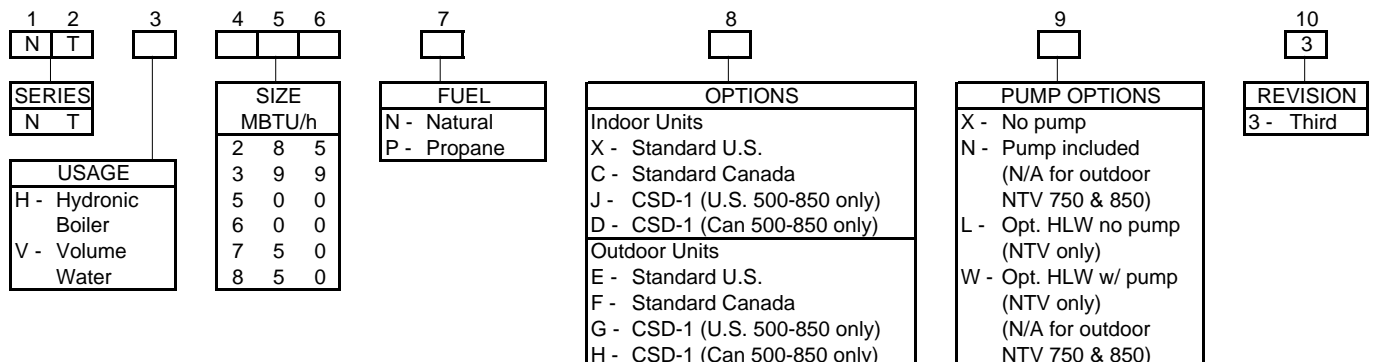 1 2 3 4 5 6 7 8 9 10
N T 3
SERIES
N T
USAGE
H - Hydronic
Boiler
V - Volume
Water
SIZE
MBTU/h
2 8 5
3 9 9
5 0 0
6 0 0
7 5 0
8 5 0
FUEL
N - Natural
P - Propane
OPTIONS
Indoor Units
X - Standard U.S.
C - Standard Canada
J - CSD-1 (U.S. 500-850 only)
D - CSD-1 (Can 500-850 only)
Outdoor Units
E - Standard U.S.
F - Standard Canada
G - CSD-1 (U.S. 500-850 only)
H - CSD-1 (Can 500-850 only)
PUMP OPTIONS
X - No pump
N - Pump included
(N/A for outdoor
NTV 750 & 850)
L - Opt. HLW no pump
(NTV only)
W - Opt. HLW w/ pump
(NTV only)
(N/A for outdoor
NTV 750 & 850)
REVISION
3 - Third